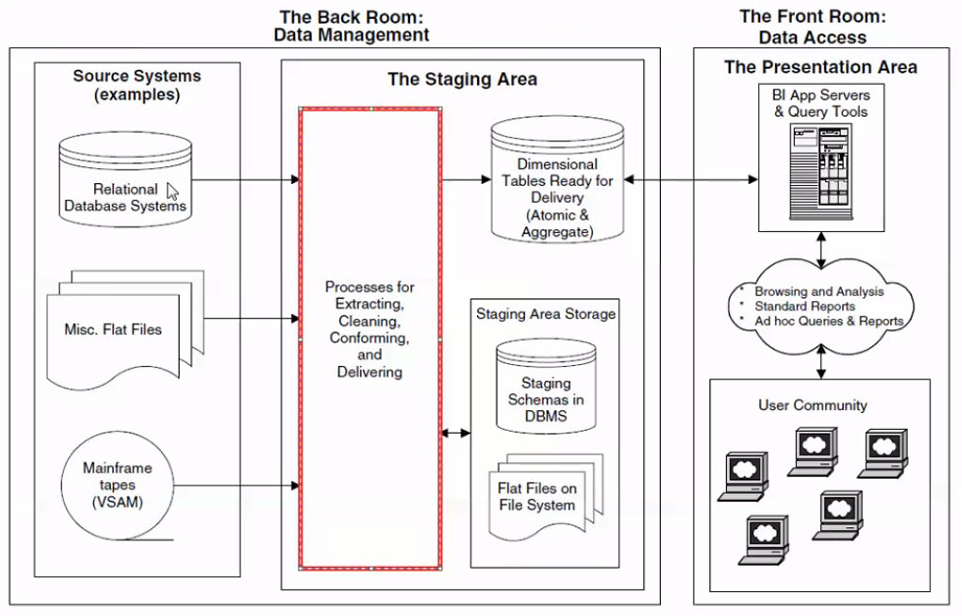 The Back Room:
Data Management
Source Systems
(examples)
Relational
Database Systems
Misc. Flat Files
Mainframe
tapes
(VSAM)
The Staging Area
Processes for
Extracting,
Cleaning,
Conforming,
and
Delivering
Dimensional
Tables Ready for
Delivery
(Atomic &
Aggregate)
Staging Area Storage
Staging
Schemas in
DBMS
Flat Files on
File System
The Front Room:
Data Access
The Presentation Area
BI App Servers
& Query Tools
* Browsing and Analysis
* Standard Reports
* Ad hoc Queries & Reports
User Community